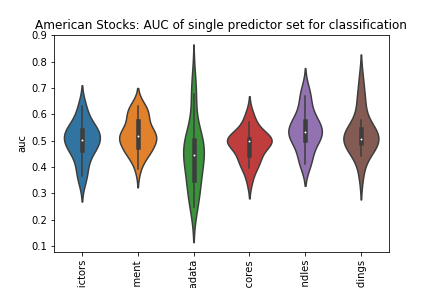 American Stocks: AUC of single predictor set for classification
0.9
0.8
0.7
0.6
0.5
0.4
0.3
0.2
0.1
auc
ictors
ment
adata
cores
ndles
dings